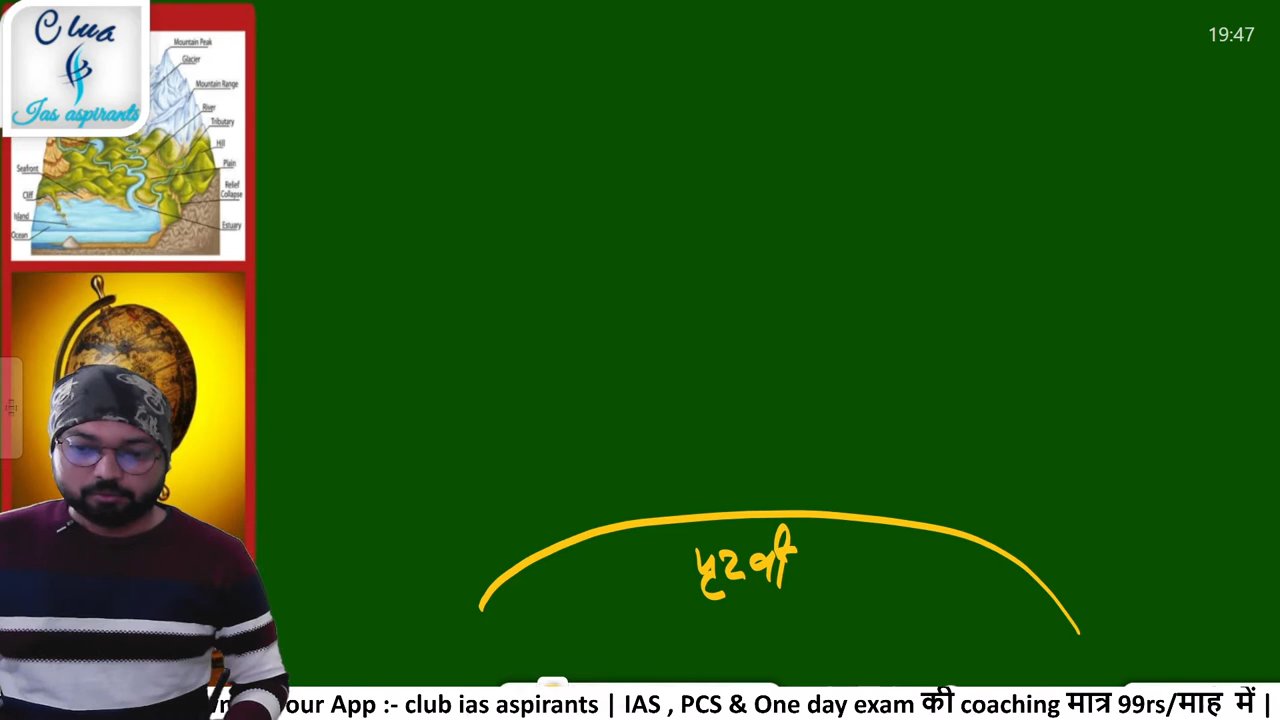 Clua
Ias aspirants
19:47
Mountain Peak
Glacier
Mountain Range
River
Tributary
Hill
Plain
Seafront
Relief
Collapse
Cliff
Island
Estuary
Ocean
पृथ्वी
our App :- club ias aspirants | IAS , PCS & One day exam की coaching मात्र 99rs/माह में |